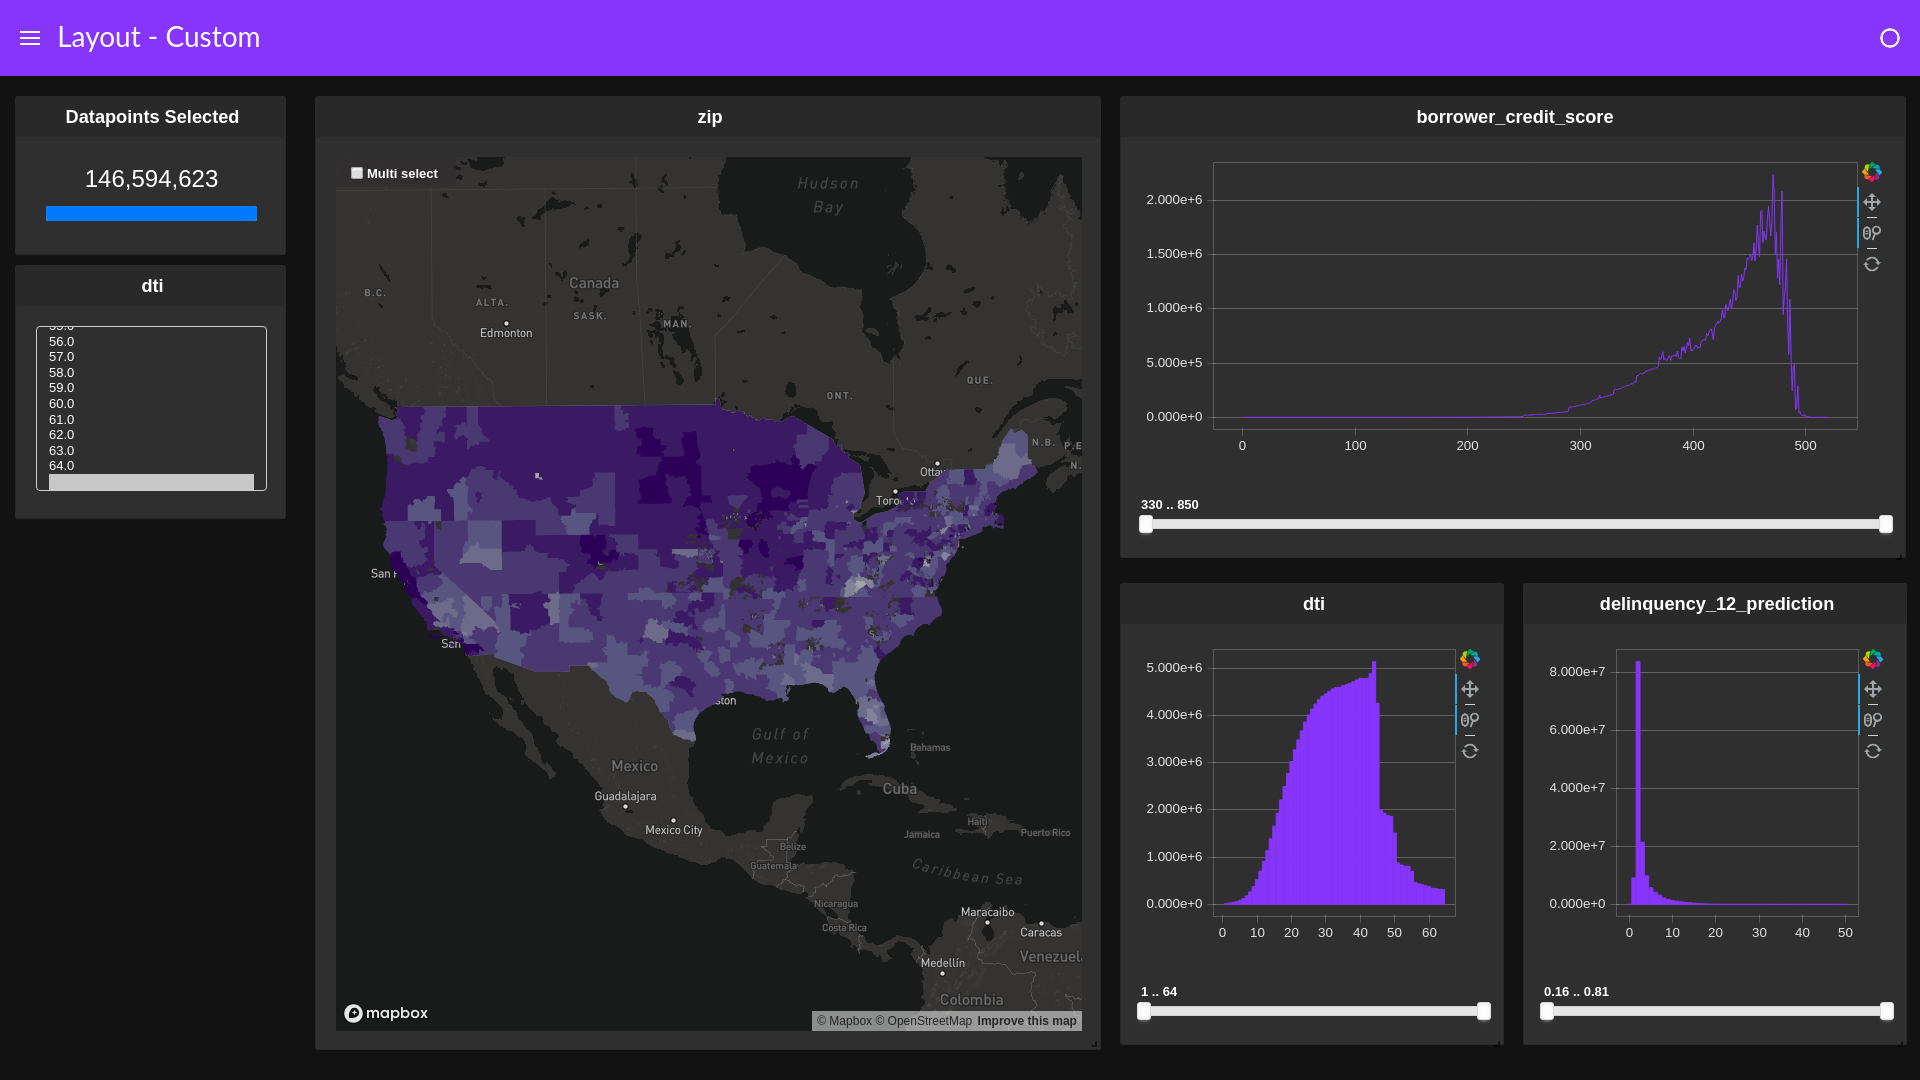 Layout - Custom
Datapoints Selected
146,594,623
dti
56.0
57.0
58.0
59.0
60.0
61.0
62.0
63.0
64.0
zip
Multi select
Hudson
Bay
Canada
B.C.
ALTA.
SASK.
MAN.
Edmonton
QUE.
ONT.
N.B.
P.E
N.
Otta
Toro
San
San
S.
ston
Gulf of
Mexico
Bahamas
Mexico
Cuba
Guadalajara
Mexico City
Haiti
Jamaica
Puerto Rico
Belize
Guatemala
Caribbean Sea
Nicaragua
Maracaibo
Costa Rica
Caracas
Medellín
Venezuel
Colombia
mapbox
© Mapbox © OpenStreetMap Improve this map
borrower_credit_score
2.000e+6
1.500e+6
1.000e+6
5.000e+5
0.000e+0
0 100 200 300 400 500
330 .. 850
dti
5.000e+6
4.000e+6
3.000e+6
2.000e+6
1.000e+6
0.000e+0
0 10 20 30 40 50 60
1 .. 64
delinquency_12_prediction
8.000e+7
6.000e+7
4.000e+7
2.000e+7
0.000e+0
0 10 20 30 40 50
0.16 .. 0.81